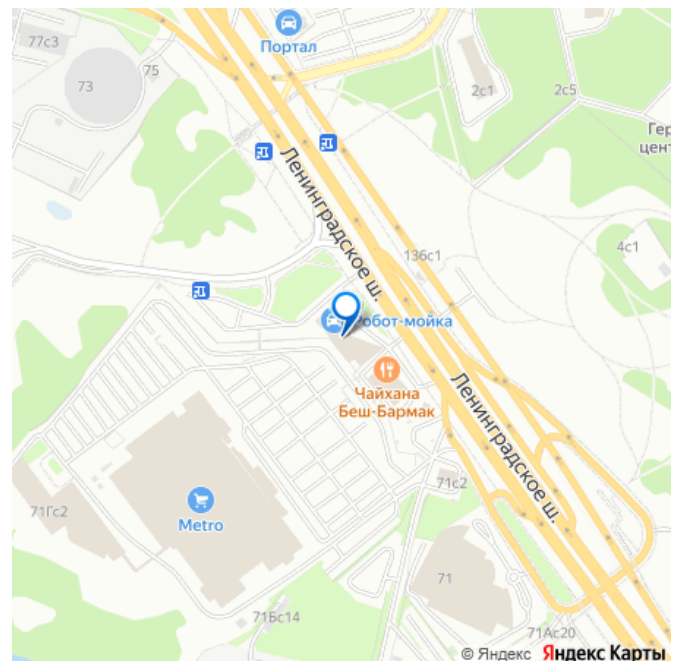 77с3
Портал
73
75
2с1
2с5
Гер
цент
Ленинградское ш.
136с1
4с1
Робот-мойка
Чайхана
Беш-Бармак
Ленинградское ш.
71с2
71Гс2
Metro
71
71Бс14
71Ас20
© Яндекс Яндекс Карты